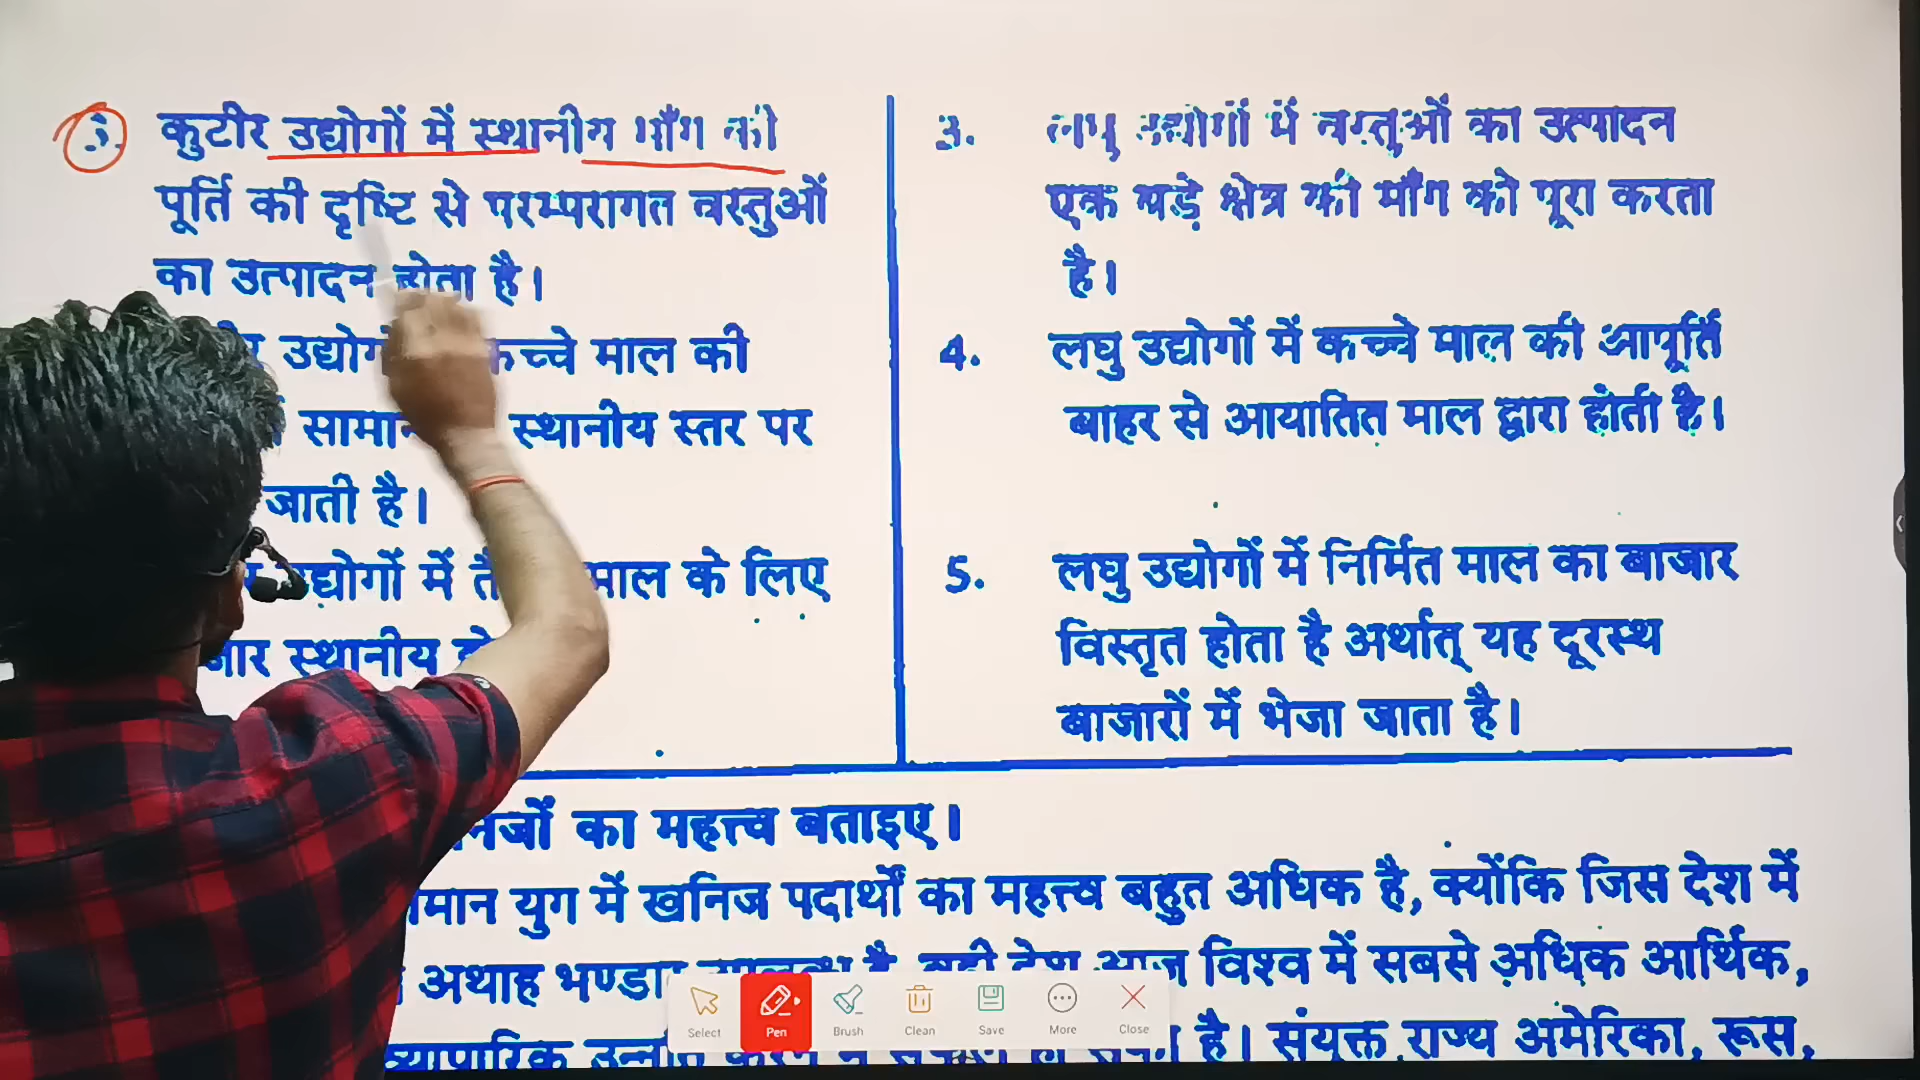 3. कुटीर उद्योगों में स्थानीय माँग की
पूर्ति की दृष्टि से परम्परागत वस्तुओं
का उत्पादन होता है।
उद्योगों कच्चे माल की
स्थानीय स्तर पर
जाती है।
उद्योगों में माल के लिए
स्थानीय
3. लघु उद्योगों में वस्तुओं का उत्पादन
एक बड़े क्षेत्र की माँग को पूरा करता
है।
4. लघु उद्योगों में कच्चे माल की आपूर्ति
बाहर से आयातित माल द्वारा होती है।
5. लघु उद्योगों में निर्मित माल का बाजार
विस्तृत होता है अर्थात् यह दूरस्थ
बाजारों में भेजा जाता है।
का महत्त्व बताइए।
युग में खनिज पदार्थों का महत्त्व बहुत अधिक है, क्योंकि जिस देश में
अथाह भण्डार विश्व में सबसे अधिक आर्थिक,
व्यापारिक उन्नति है। संयुक्त राज्य अमेरिका, रूस,
Select Pen Brush Clean Save More Close